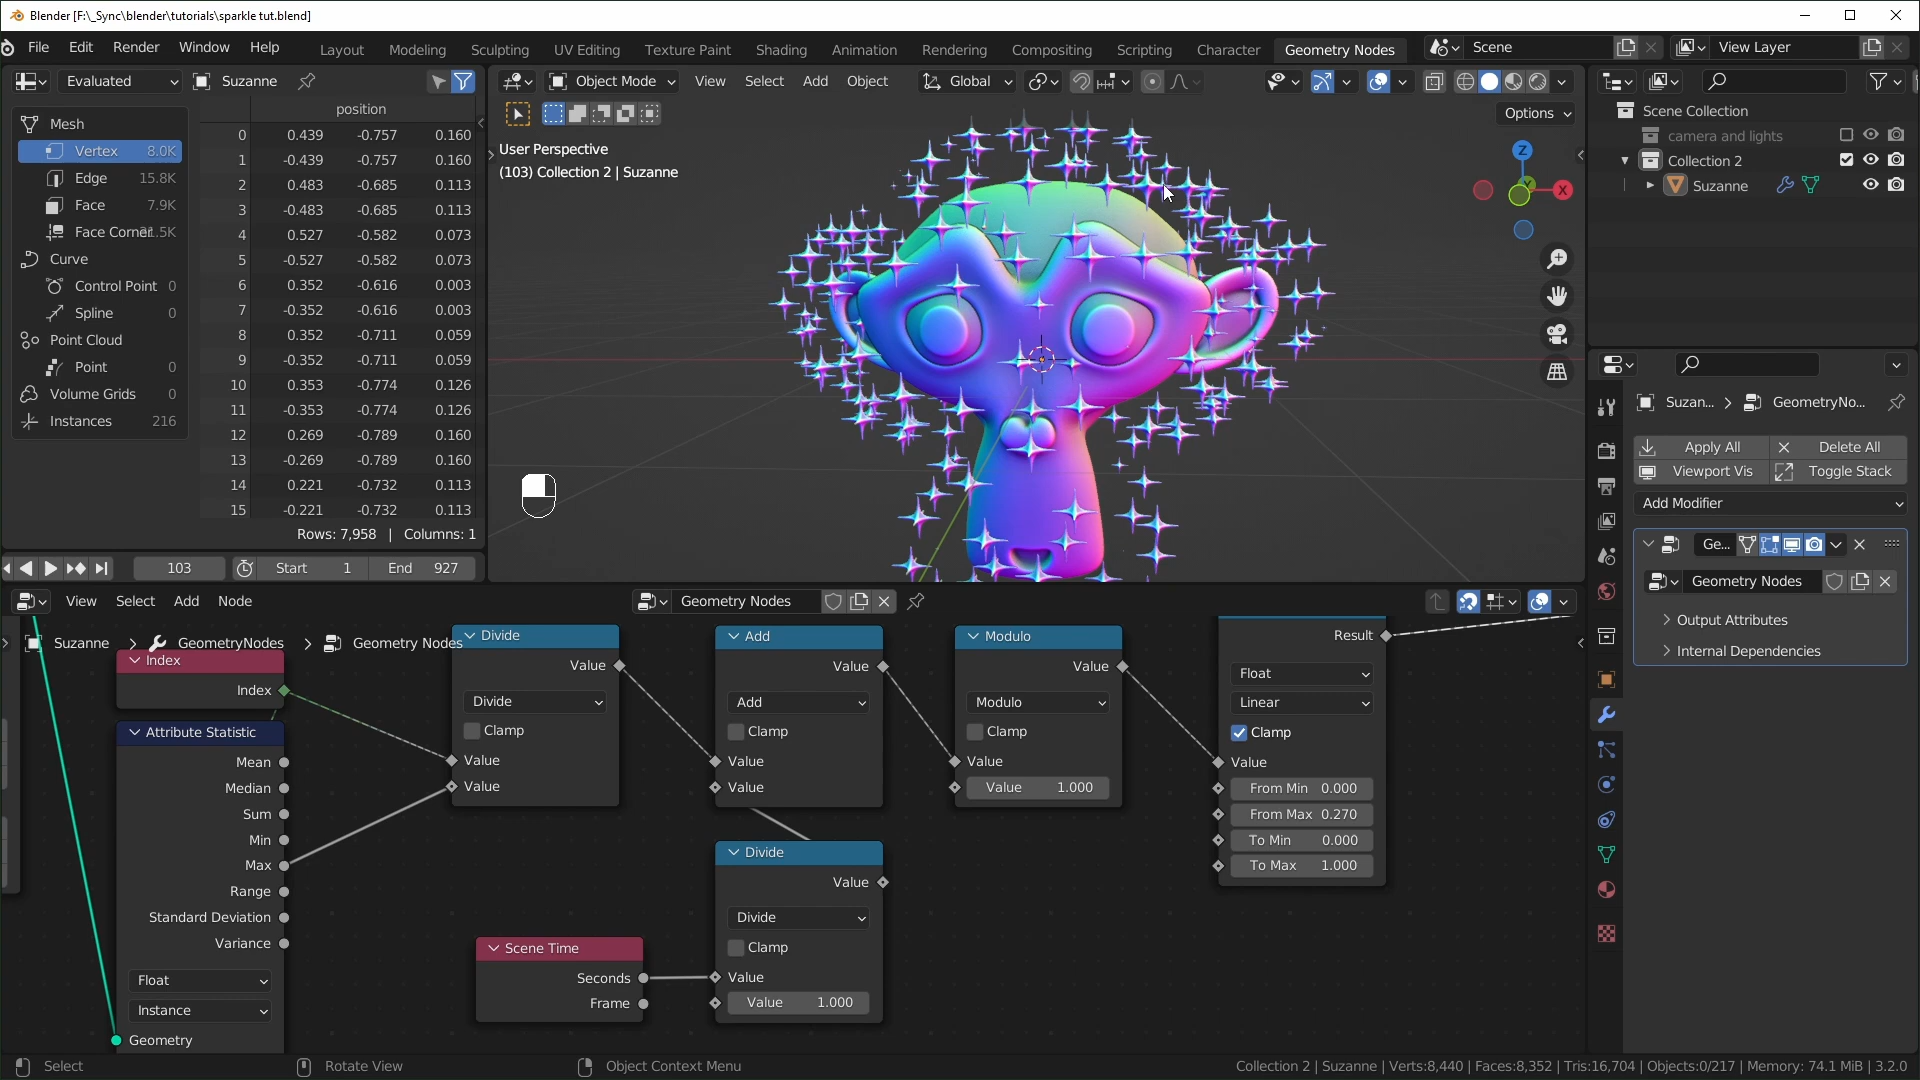 Blender [F:\_Sync\blender\tutorials\sparkle tut.blend]
File Edit Render Window Help
Layout Modeling Sculpting UV Editing Texture Paint Shading Animation Rendering Compositing Scripting Character Geometry Nodes
Scene View Layer
Evaluated Suzanne
Object Mode View Select Add Object Global
position
Mesh
Vertex 8.0K
Edge 15.8K
Face 7.9K
Face Corner
Curve
Control Point 0
Spline 0
Point Cloud
Point 0
Volume Grids 0
Instances 216
0 0.439 -0.757 0.160
1 -0.439 -0.757 0.160
2 0.483 -0.685 0.113
3 -0.483 -0.685 0.113
4 0.527 -0.582 0.073
5 -0.527 -0.582 0.073
6 0.352 -0.616 0.003
7 -0.352 -0.616 0.003
8 0.352 -0.711 0.059
9 -0.352 -0.711 0.059
10 0.353 -0.774 0.126
11 -0.353 -0.774 0.126
12 0.269 -0.789 0.160
13 -0.269 -0.789 0.160
14 0.221 -0.732 0.113
15 -0.221 -0.732 0.113
Rows: 7,958 | Columns: 1
Options
User Perspective
(103) Collection 2 | Suzanne
Z
Y
X
Scene Collection
camera and lights
Collection 2
Suzanne
Suzan... > GeometryNo...
Apply All Delete All
Viewport Vis Toggle Stack
Add Modifier
Ge...
Geometry Nodes
Output Attributes
Internal Dependencies
103 Start 1 End 927
View Select Add Node
Geometry Nodes
Suzanne > GeometryNodes > Geometry Nodes
Index
Index
Attribute Statistic
Mean
Median
Sum
Min
Max
Range
Standard Deviation
Variance
Float
Instance
Geometry
Divide
Value
Divide
Clamp
Value
Value
Scene Time
Seconds
Frame
Add
Value
Add
Clamp
Value
Value
Divide
Value
Divide
Clamp
Value
Value 1.000
Modulo
Value
Modulo
Clamp
Value
Value 1.000
Result
Float
Linear
Clamp
Value
From Min 0.000
From Max 0.270
To Min 0.000
To Max 1.000
Select Rotate View Object Context Menu
Collection 2 | Suzanne | Verts:8,440 | Faces:8,352 | Tris:16,704 | Objects:0/217 | Memory: 74.1 MiB | 3.2.0